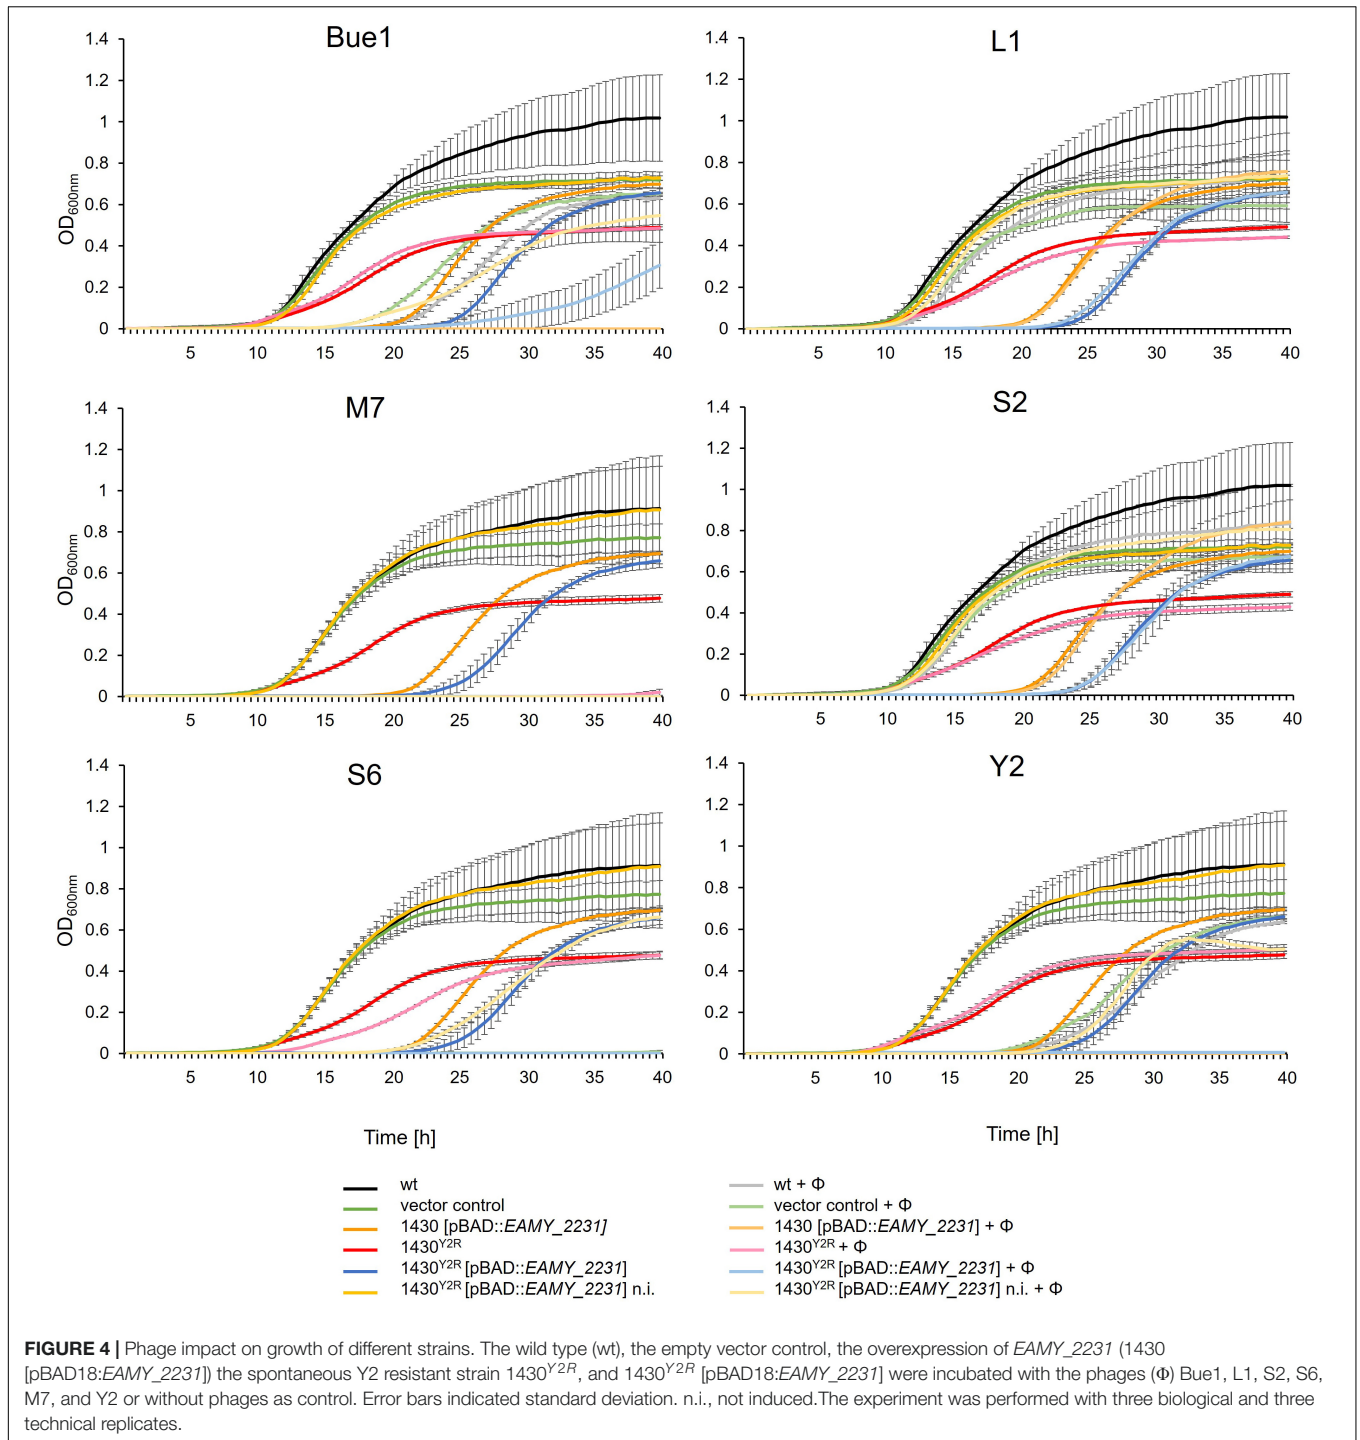 Bue1
1.4
1.2
1
0.8
0.6
0.4
0.2
0
OD600nm
5 10 15 20 25 30 35 40
L1
1.4
1.2
1
0.8
0.6
0.4
0.2
0
5 10 15 20 25 30 35 40
M7
1.4
1.2
1
0.8
0.6
0.4
0.2
0
OD600nm
5 10 15 20 25 30 35 40
S2
1.4
1.2
1
0.8
0.6
0.4
0.2
0
5 10 15 20 25 30 35 40
S6
1.4
1.2
1
0.8
0.6
0.4
0.2
0
OD600nm
5 10 15 20 25 30 35 40
Time [h]
Y2
1.4
1.2
1
0.8
0.6
0.4
0.2
0
5 10 15 20 25 30 35 40
Time [h]
wt
vector control
1430 [pBAD::EAMY_2231]
1430Y2R
1430Y2R [pBAD::EAMY_2231]
1430Y2R [pBAD::EAMY_2231] n.i.
wt + Φ
vector control + Φ
1430 [pBAD::EAMY_2231] + Φ
1430Y2R + Φ
1430Y2R [pBAD::EAMY_2231] + Φ
1430Y2R [pBAD::EAMY_2231] n.i. + Φ
FIGURE 4 | Phage impact on growth of different strains. The wild type (wt), the empty vector control, the overexpression of EAMY_2231 (1430
[pBAD18:EAMY_2231]) the spontaneous Y2 resistant strain 1430Y2R, and 1430Y2R [pBAD18:EAMY_2231] were incubated with the phages (Φ) Bue1, L1, S2, S6,
M7, and Y2 or without phages as control. Error bars indicated standard deviation. n.i., not induced.The experiment was performed with three biological and three
technical replicates.